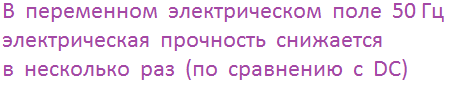 В переменном электрическом поле 50 Гц
электрическая прочность снижается
в несколько раз (по сравнению с DC)